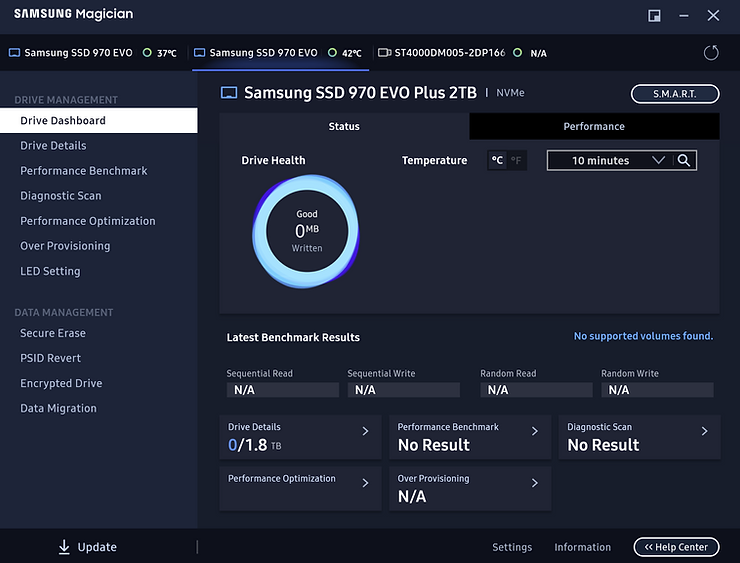 SAMSUNG Magician
Samsung SSD 970 EVO 37℃ Samsung SSD 970 EVO 42℃ ST4000DM005-2DP166 N/A
DRIVE MANAGEMENT
Drive Dashboard
Drive Details
Performance Benchmark
Diagnostic Scan
Performance Optimization
Over Provisioning
LED Setting
DATA MANAGEMENT
Secure Erase
PSID Revert
Encrypted Drive
Data Migration
Samsung SSD 970 EVO Plus 2TB | NVMe S.M.A.R.T.
Status Performance
Drive Health Temperature °C °F 10 minutes
Good
0MB
Written
Latest Benchmark Results No supported volumes found.
Sequential Read Sequential Write Random Read Random Write
N/A N/A N/A N/A
Drive Details Performance Benchmark Diagnostic Scan
0/1.8 TB No Result No Result
Performance Optimization Over Provisioning
N/A
Update Settings Information << Help Center